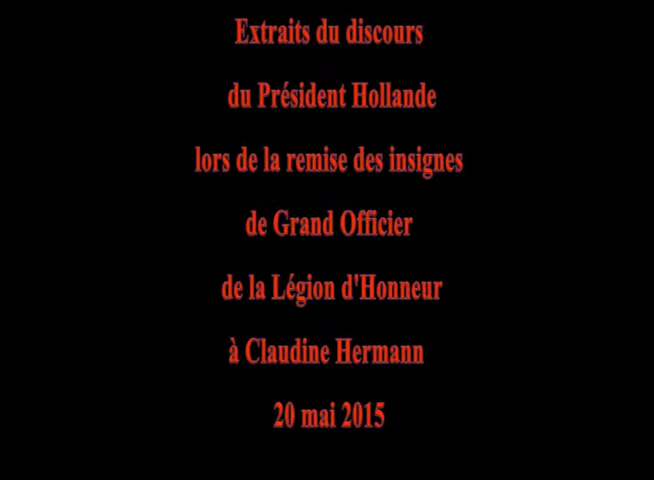 Extraits du discours
du Président Hollande
lors de la remise des insignes
de Grand Officier
de la Légion d'Honneur
à Claudine Hermann
20 mai 2015